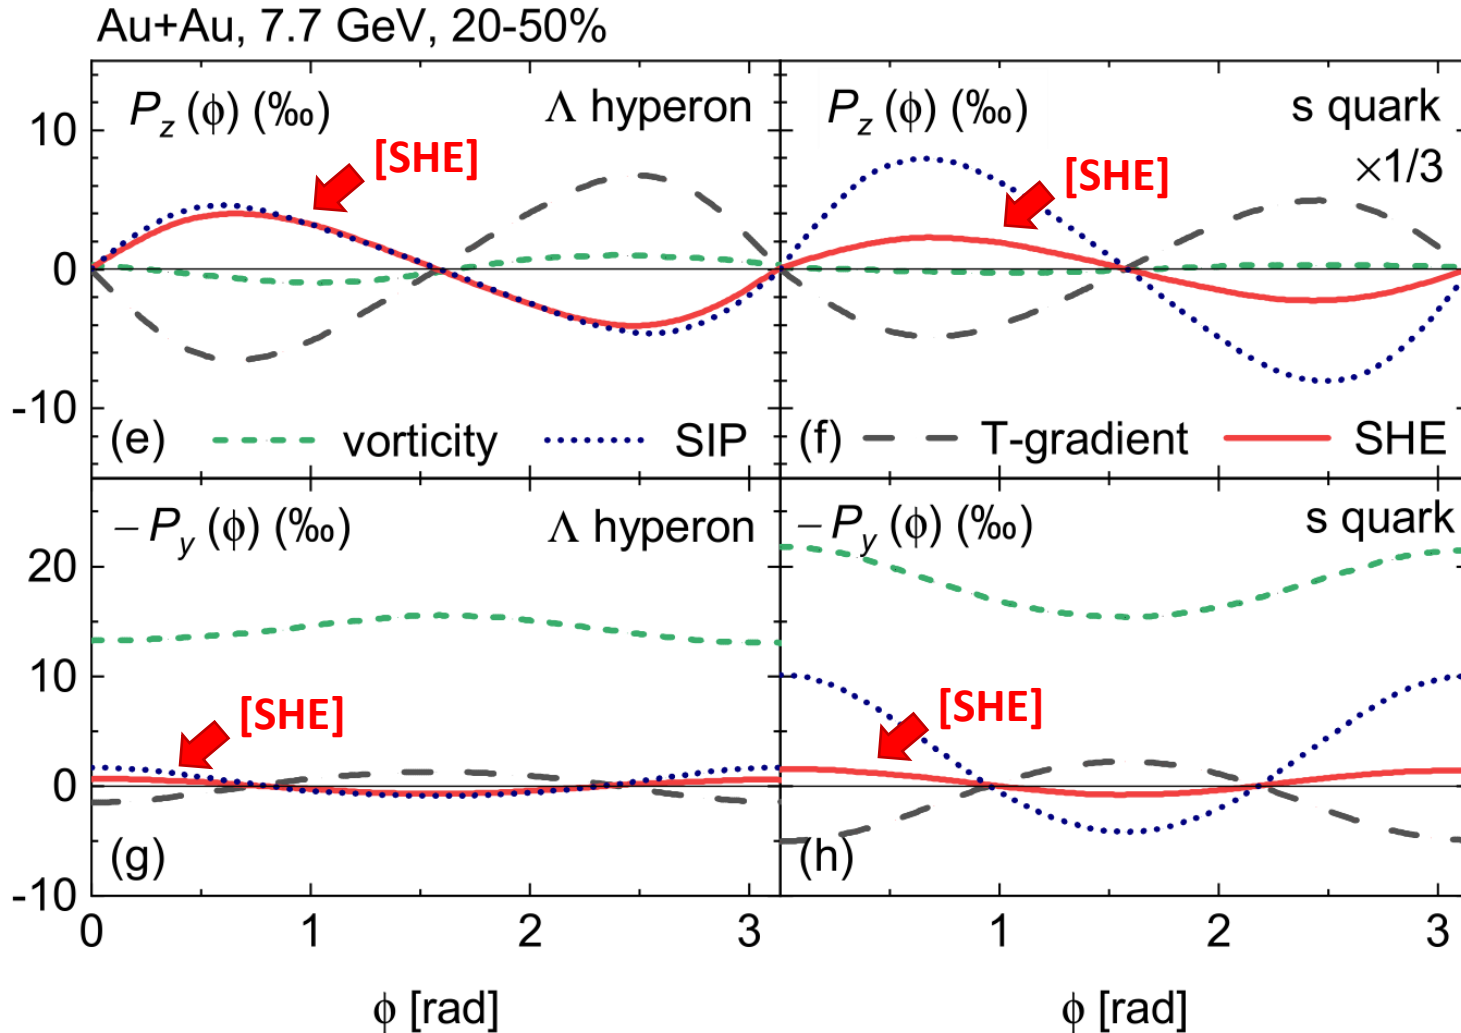 Au+Au, 7.7 GeV, 20-50%
P_z (ϕ) (‰) Λ hyperon
[SHE]
10
0
-10
(e) vorticity SIP
P_z (ϕ) (‰) s quark
×1/3
[SHE]
(f) T-gradient SHE
− P_y (ϕ) (‰) Λ hyperon
20
10
[SHE]
0
(g)
-10
0 1 2 3
ϕ [rad]
− P_y (ϕ) (‰) s quark
[SHE]
(h)
1 2 3
ϕ [rad]